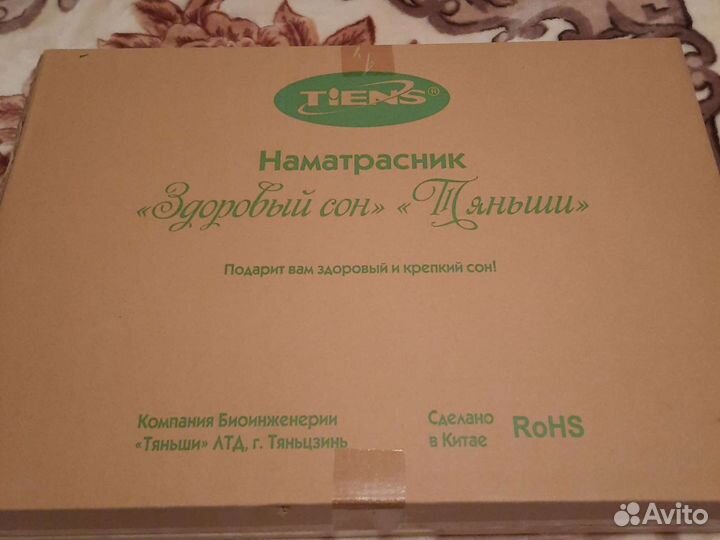 TIENS®
Наматрасник
«Здоровый сон» «Тяньши»
Подарит вам здоровый и крепкий сон!
Компания Биоинженерии
«Тяньши» ЛТД, г. Тяньцзинь
Сделано
в Китае
RoHS
Avito